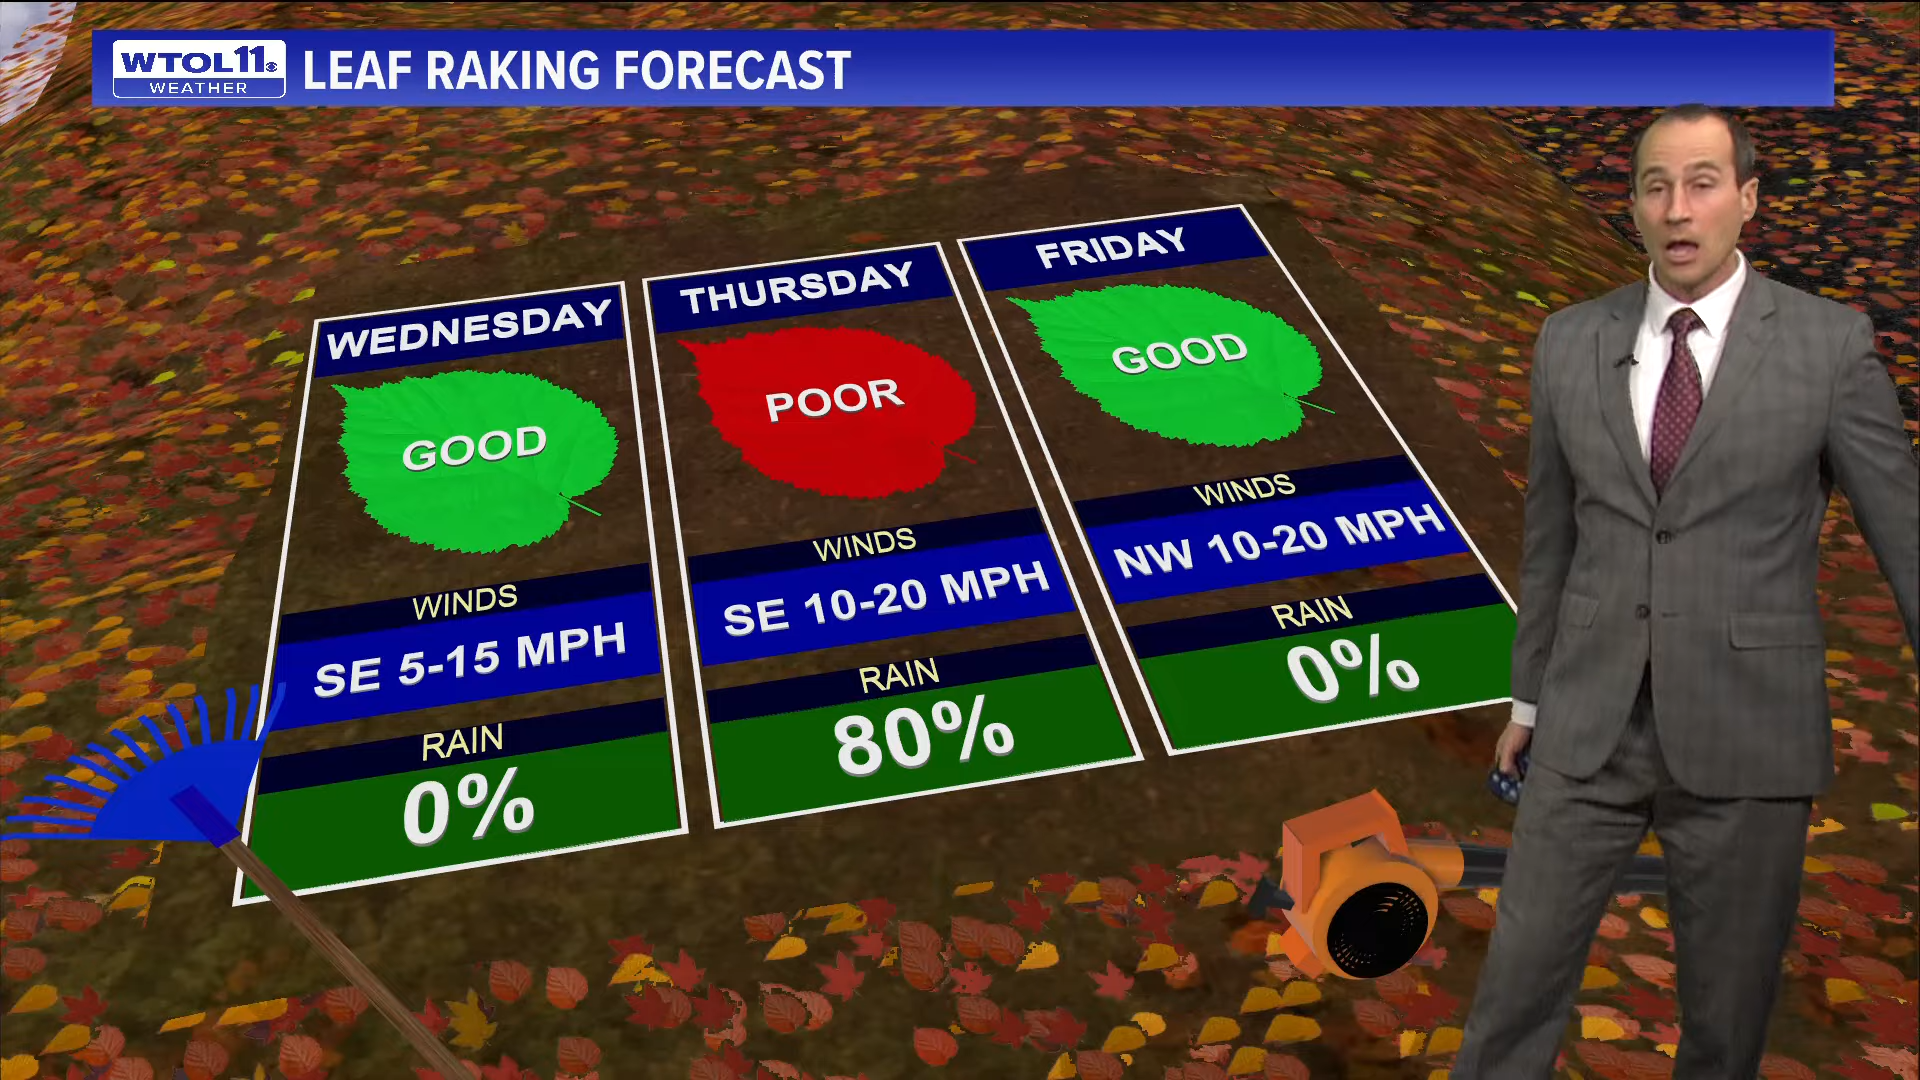 WTOL11
WEATHER
LEAF RAKING FORECAST
WEDNESDAY
GOOD
WINDS
SE 5-15 MPH
RAIN
0%
THURSDAY
POOR
WINDS
SE 10-20 MPH
RAIN
80%
FRIDAY
GOOD
WINDS
NW 10-20 MPH
RAIN
0%